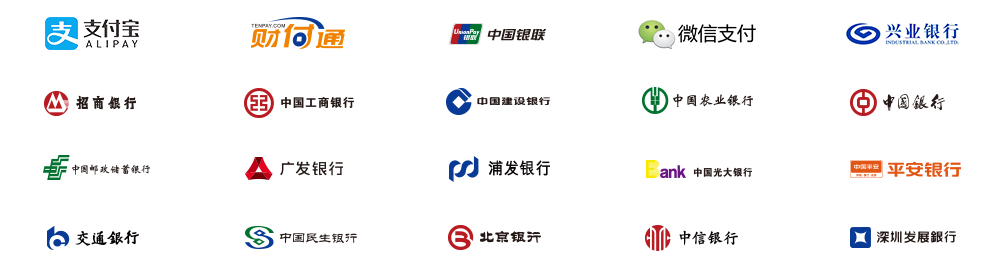 支付宝
ALIPAY
TENPAY.COM
财付通
UnionPay
银联
中国银联
微信支付
兴业银行
INDUSTRIAL BANK CO.,LTD.
招商银行
中国工商银行
中国建设银行
中国农业银行
中国银行
中国邮政储蓄银行
广发银行
浦发银行
Bank 中国光大银行
中国平安
平安银行
交通银行
中国民生银行
北京银行
中信银行
深圳发展銀行